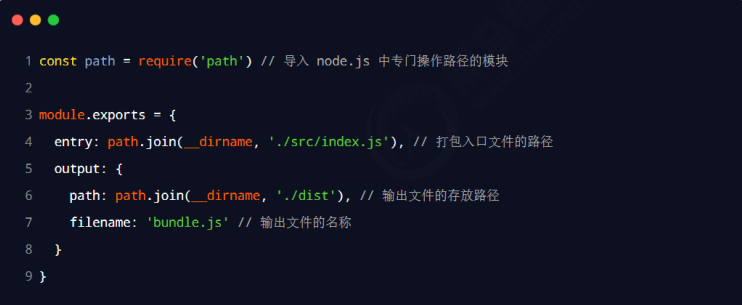 1 const path = require('path') // 导入 node.js 中专门操作路径的模块
2
3 module.exports = {
4 entry: path.join(__dirname, './src/index.js'), // 打包入口文件的路径
5 output: {
6 path: path.join(__dirname, './dist'), // 输出文件的存放路径
7 filename: 'bundle.js' // 输出文件的名称
8 }
9 }